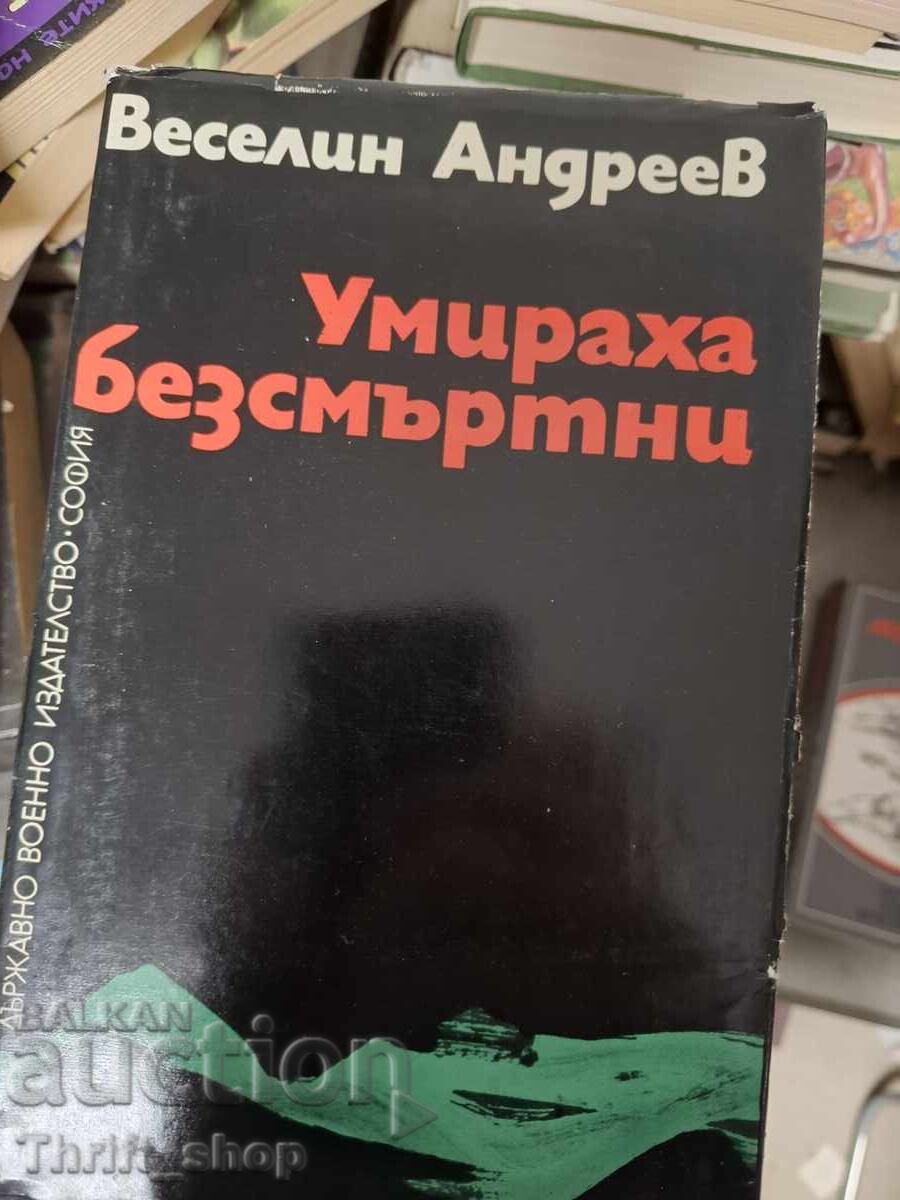 Веселин Андреев
Умираха
безсмъртни
ДЪРЖАВНО ВОЕННО ИЗДАТЕЛСТВО · СОФИЯ
BALKAN
auction
Thrift_shop